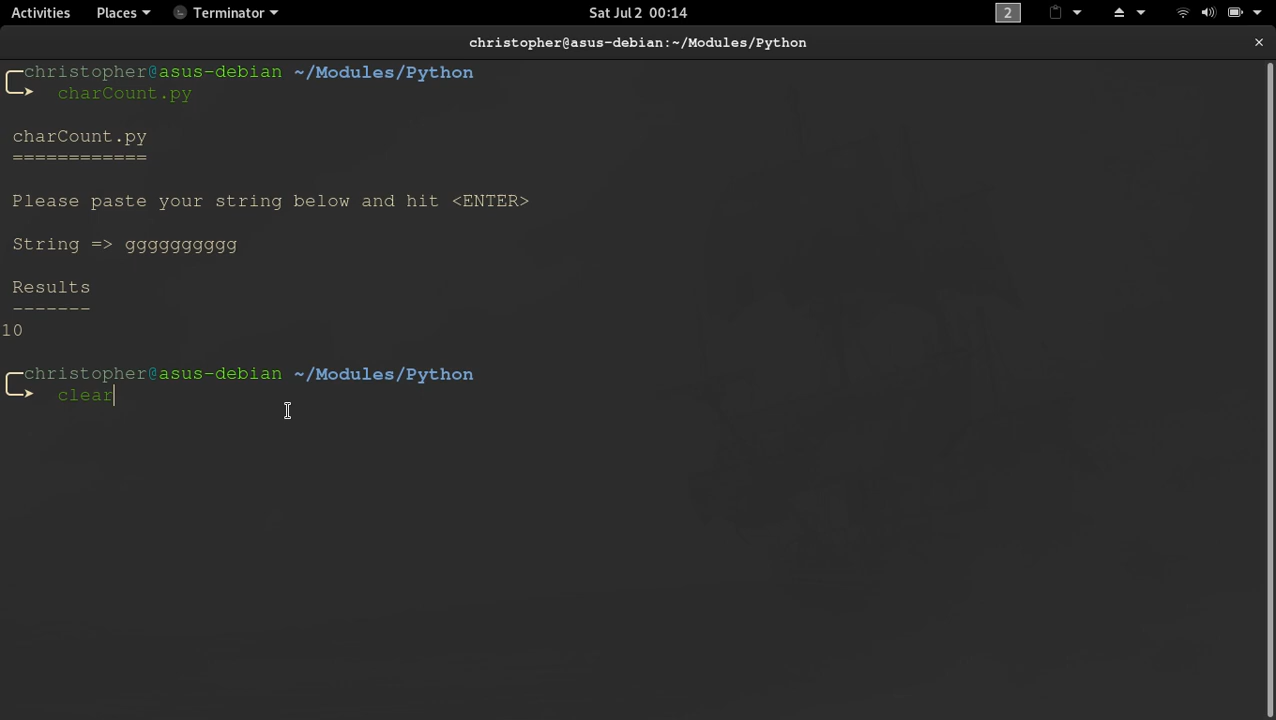 Activities Places Terminator Sat Jul 2 00:14 2
christopher@asus-debian:~/Modules/Python ×
christopher@asus-debian ~/Modules/Python
charCount.py
charCount.py
============
Please paste your string below and hit <ENTER>
String => gggggggggg
Results
-------
10
christopher@asus-debian ~/Modules/Python
clear